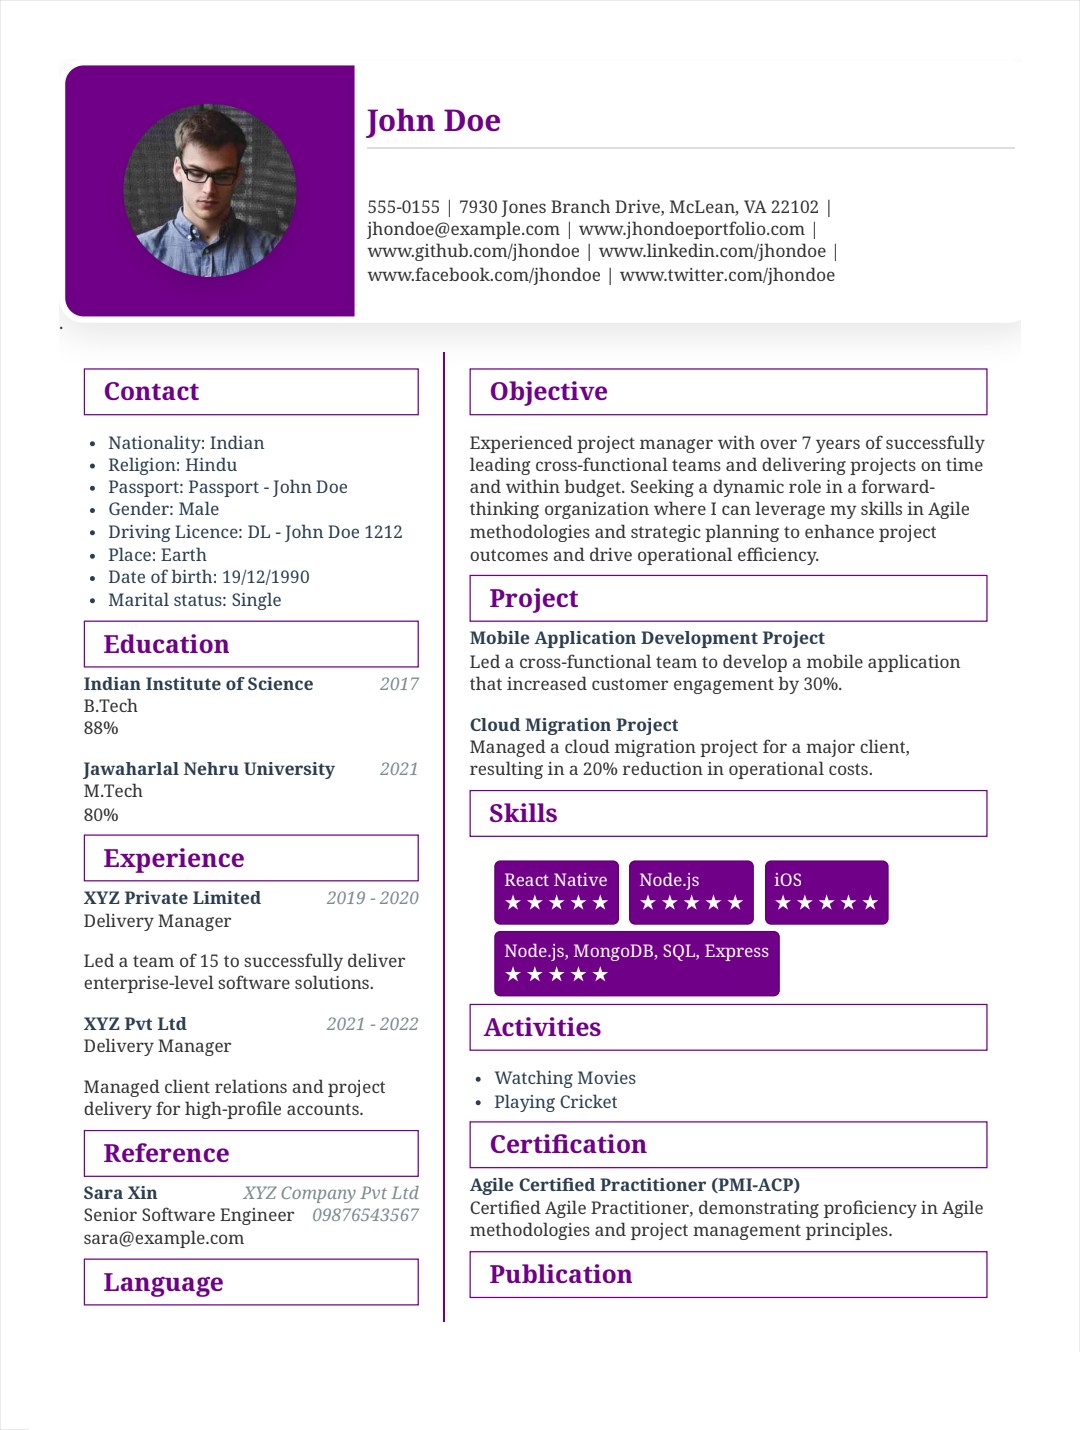 John Doe
555-0155 | 7930 Jones Branch Drive, McLean, VA 22102 |
jhondoe@example.com | www.jhondoeportfolio.com |
www.github.com/jhondoe | www.linkedin.com/jhondoe |
www.facebook.com/jhondoe | www.twitter.com/jhondoe
.
Contact
• Nationality: Indian
• Religion: Hindu
• Passport: Passport - John Doe
• Gender: Male
• Driving Licence: DL - John Doe 1212
• Place: Earth
• Date of birth: 19/12/1990
• Marital status: Single
Education
Indian Institute of Science 2017
B.Tech
88%
Jawaharlal Nehru University 2021
M.Tech
80%
Experience
XYZ Private Limited 2019 - 2020
Delivery Manager
Led a team of 15 to successfully deliver
enterprise-level software solutions.
XYZ Pvt Ltd 2021 - 2022
Delivery Manager
Managed client relations and project
delivery for high-profile accounts.
Reference
Sara Xin XYZ Company Pvt Ltd
Senior Software Engineer 09876543567
sara@example.com
Language
Objective
Experienced project manager with over 7 years of successfully
leading cross-functional teams and delivering projects on time
and within budget. Seeking a dynamic role in a forward-
thinking organization where I can leverage my skills in Agile
methodologies and strategic planning to enhance project
outcomes and drive operational efficiency.
Project
Mobile Application Development Project
Led a cross-functional team to develop a mobile application
that increased customer engagement by 30%.
Cloud Migration Project
Managed a cloud migration project for a major client,
resulting in a 20% reduction in operational costs.
Skills
React Native Node.js iOS
★★★★★ ★★★★★ ★★★★★
Node.js, MongoDB, SQL, Express
★★★★★
Activities
• Watching Movies
• Playing Cricket
Certification
Agile Certified Practitioner (PMI-ACP)
Certified Agile Practitioner, demonstrating proficiency in Agile
methodologies and project management principles.
Publication